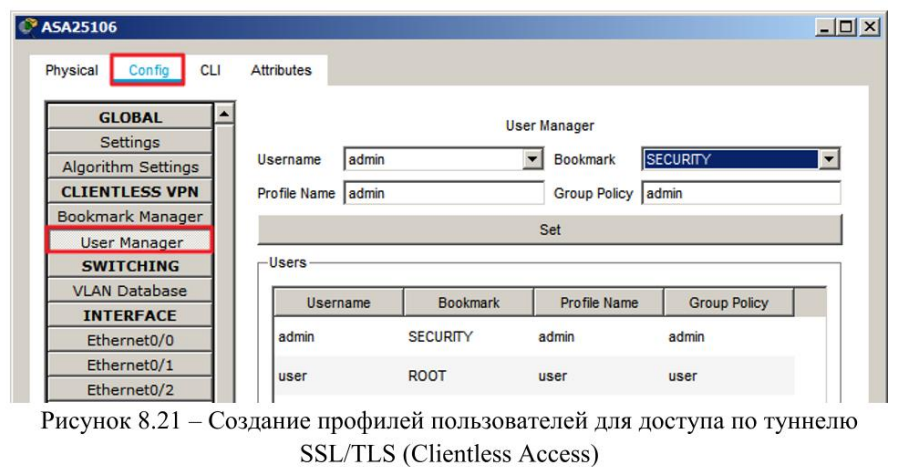 ASA25106
Physical Config CLI Attributes
GLOBAL
Settings
Algorithm Settings
CLIENTLESS VPN
Bookmark Manager
User Manager
SWITCHING
VLAN Database
INTERFACE
Ethernet0/0
Ethernet0/1
Ethernet0/2
User Manager
Username admin Bookmark SECURITY
Profile Name admin Group Policy admin
Set
Users
Username Bookmark Profile Name Group Policy
admin SECURITY admin admin
user ROOT user user
Рисунок 8.21 – Создание профилей пользователей для доступа по туннелю
SSL/TLS (Clientless Access)